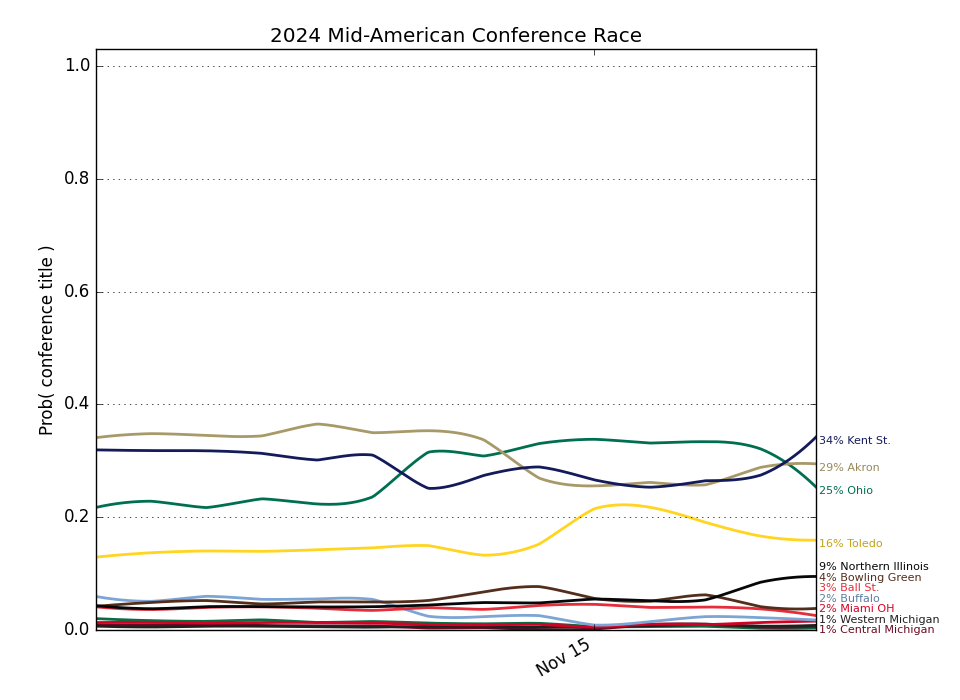 2024 Mid-American Conference Race
Prob( conference title )
1.0
0.8
0.6
0.4
0.2
0.0
Nov 15
34% Kent St.
29% Akron
25% Ohio
16% Toledo
9% Northern Illinois
4% Bowling Green
3% Ball St.
2% Buffalo
2% Miami OH
1% Western Michigan
1% Central Michigan